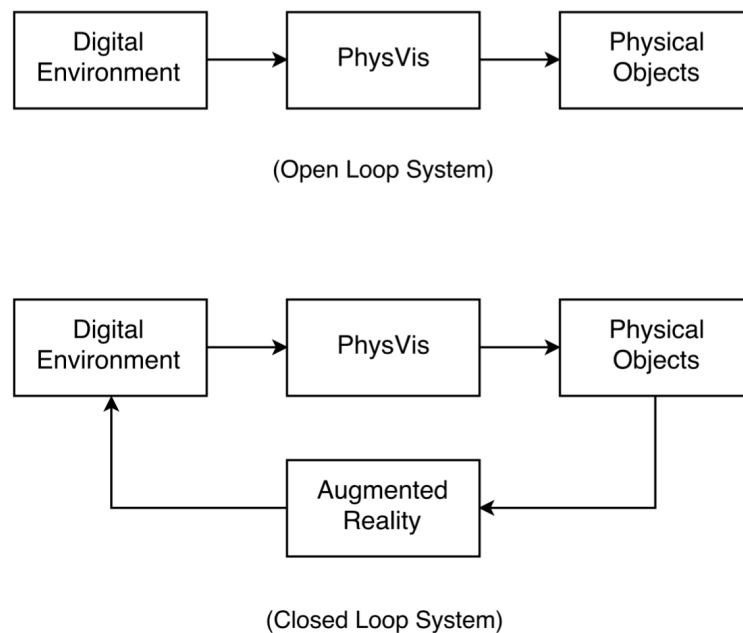 Digital
Environment
PhysVis
Physical
Objects
(Open Loop System)
Digital
Environment
PhysVis
Physical
Objects
Augmented
Reality
(Closed Loop System)